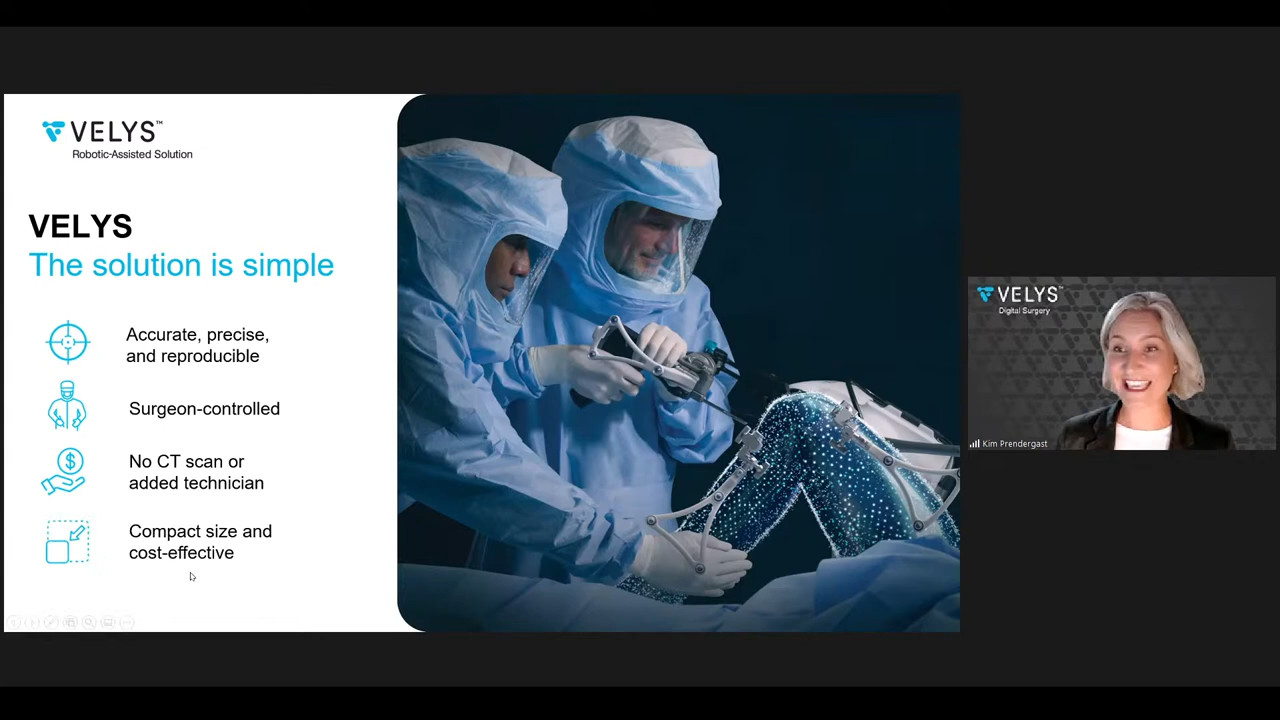 VELYS™
Robotic-Assisted Solution
VELYS
The solution is simple
Accurate, precise,
and reproducible
Surgeon-controlled
$
No CT scan or
added technician
Compact size and
cost-effective
VELYS™
Digital Surgery
Kim Prendergast